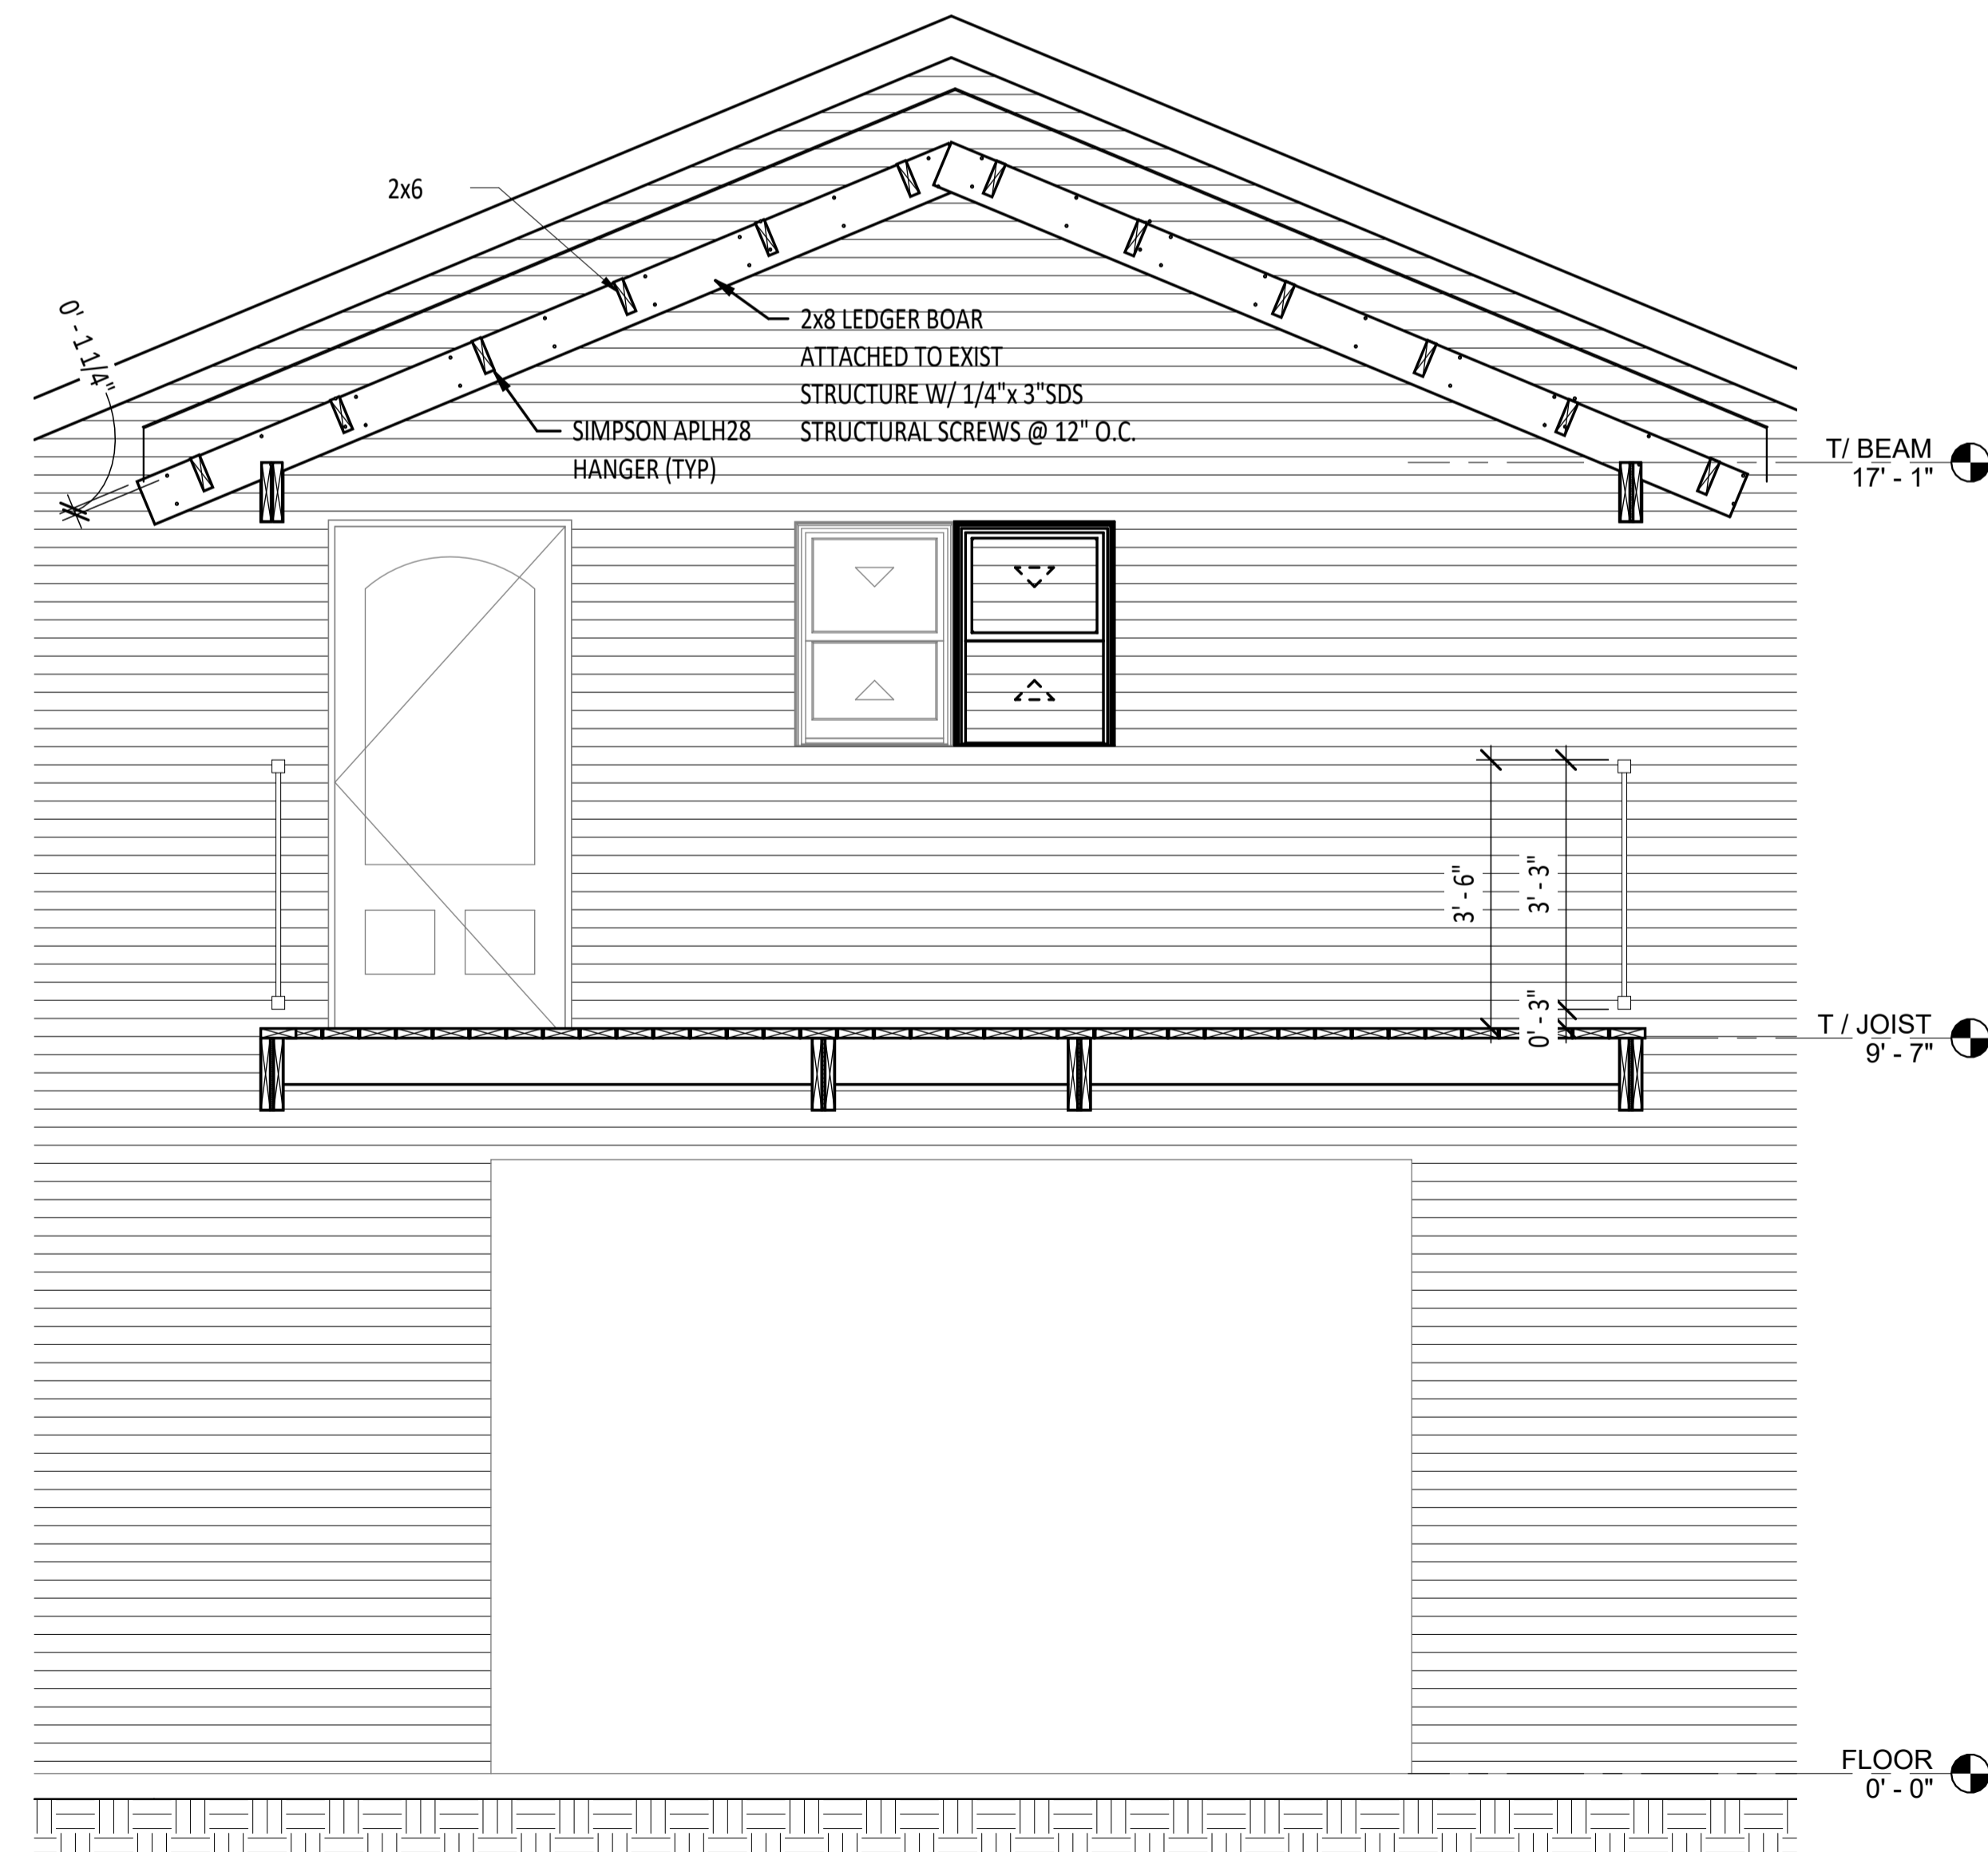 2x6
0' - 1 1/4"
2x8 LEDGER BOAR
ATTACHED TO EXIST
STRUCTURE W/ 1/4"x 3"SDS
STRUCTURAL SCREWS @ 12" O.C.
SIMPSON APLH28
HANGER (TYP)
T/ BEAM
17' - 1"
3' - 6"
3' - 3"
0' - 3"
T / JOIST
9' - 7"
FLOOR
0' - 0"